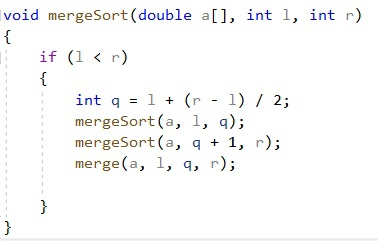 void mergeSort(double a[], int l, int r)
{
if (l < r)
{
int q = l + (r - l) / 2;
mergeSort(a, l, q);
mergeSort(a, q + 1, r);
merge(a, l, q, r);
}
}